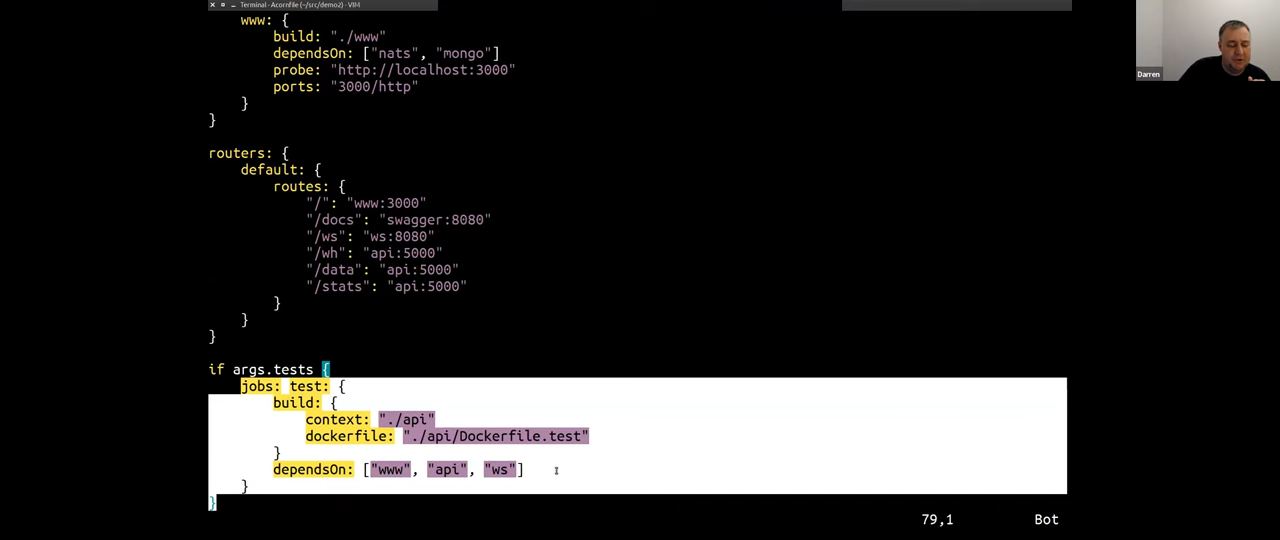 Terminal - Acornfile (~/src/demo2) - VIM
www: {
build: "./www"
dependsOn: ["nats", "mongo"]
probe: "http://localhost:3000"
ports: "3000/http"
}
}
routers: {
default: {
routes: {
"/": "www:3000"
"/docs": "swagger:8080"
"/ws": "ws:8080"
"/wh": "api:5000"
"/data": "api:5000"
"/stats": "api:5000"
}
}
}
if args.tests {
jobs: test: {
build: {
context: "./api"
dockerfile: "./api/Dockerfile.test"
}
dependsOn: ["www", "api", "ws"]
}
}
79,1 Bot
Darren